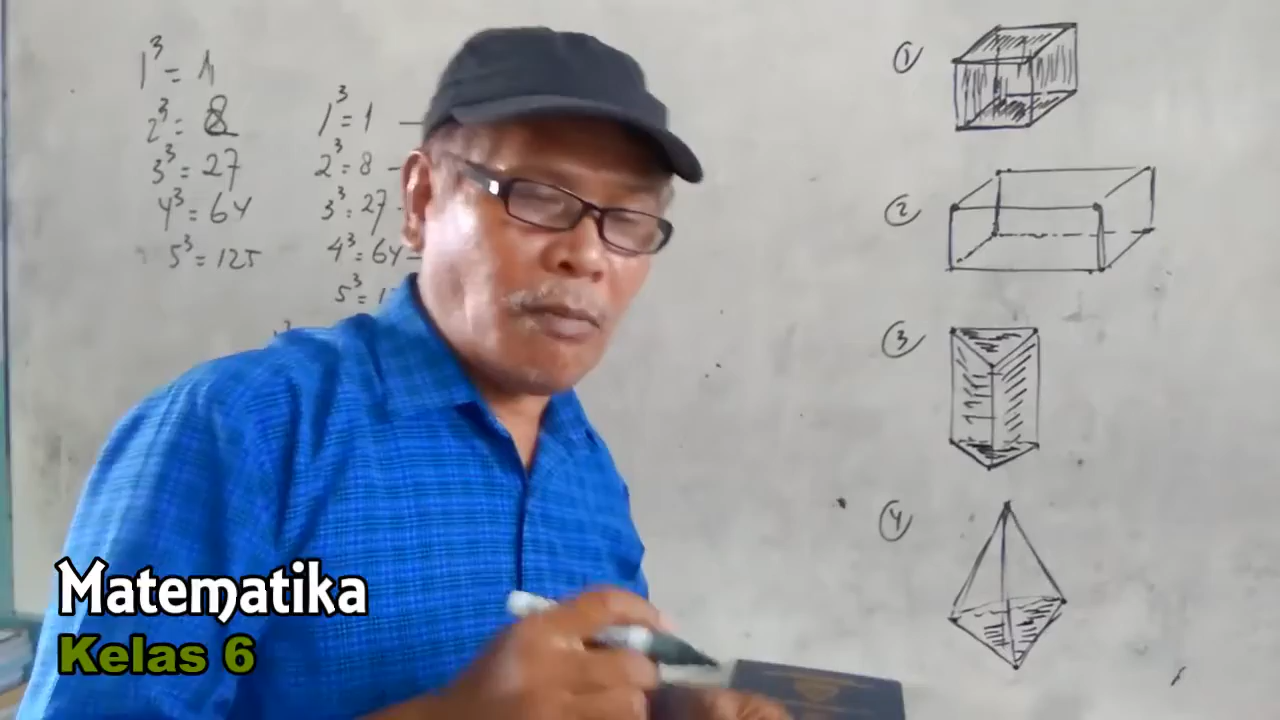 1³ = 1
2³ = 8
3³ = 27
4³ = 64
5³ = 125
1³ = 1
2³ = 8
3³ = 27
4³ = 64
5³ =
1
2
3
4
Matematika
Kelas 6